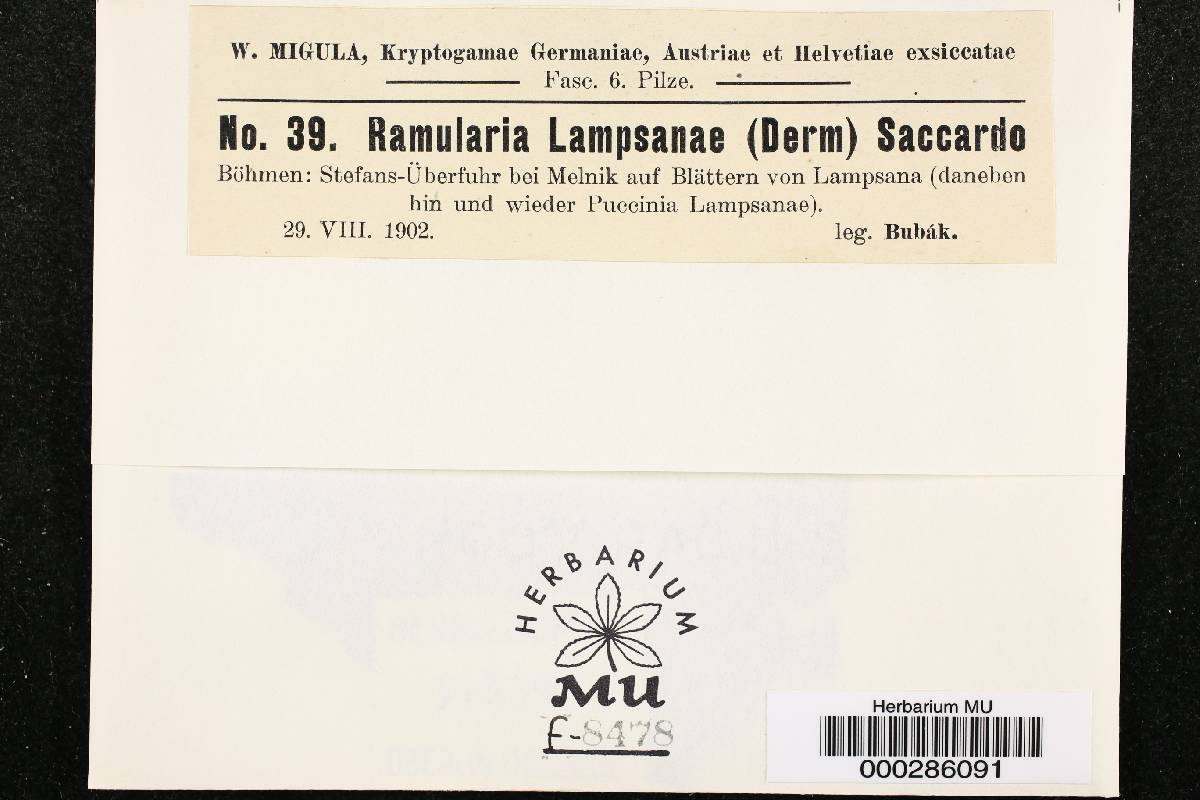 W. MIGULA, Kryptogamae Germaniae, Austriae et Helvetiae exsiccatae
Fasc. 6. Pilze.
No. 39. Ramularia Lampsanae (Derm) Saccardo
Böhmen: Stefans-Überfuhr bei Melnik auf Blättern von Lampsana (daneben
hin und wieder Puccinia Lampsanae).
29. VIII. 1902. leg. Bubák.
HERBARIUM
MU
F-8478
Herbarium MU
000286091